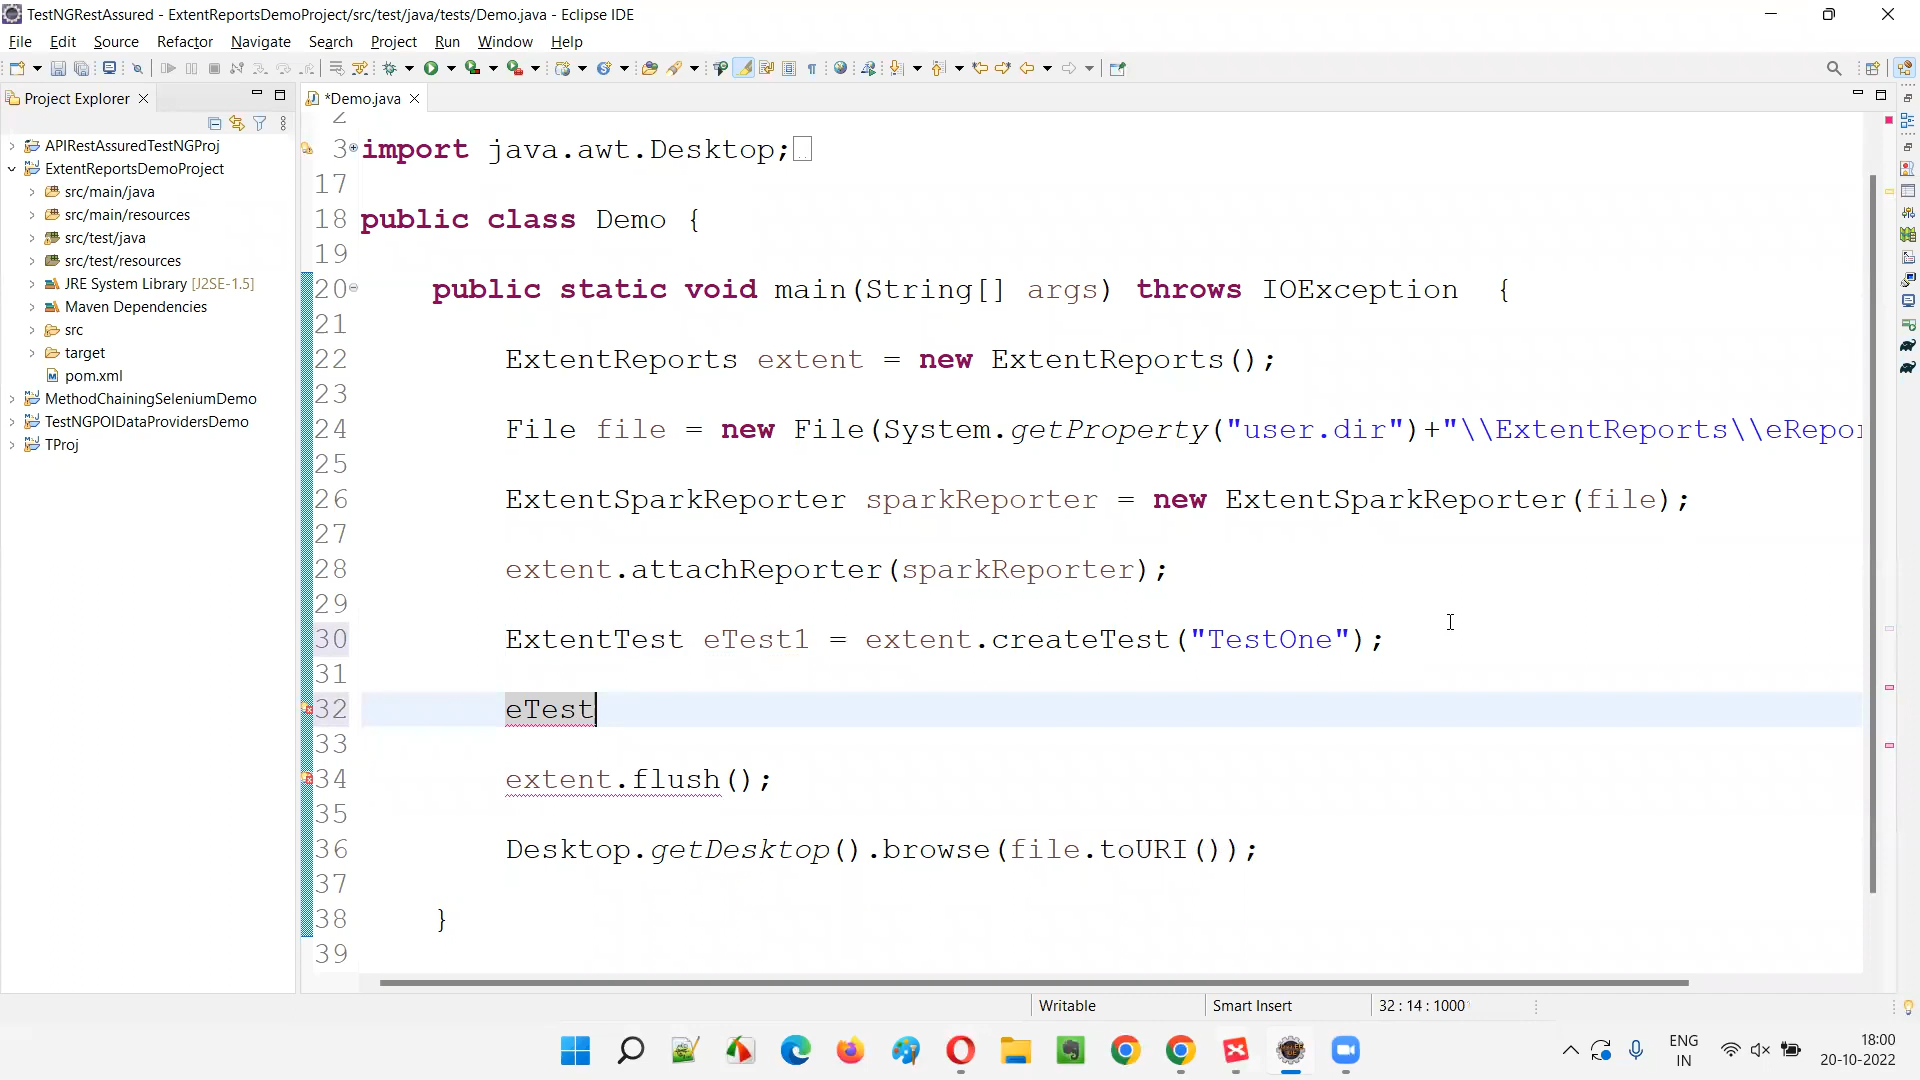 TestNGRestAssured - ExtentReportsDemoProject/src/test/java/tests/Demo.java - Eclipse IDE
File Edit Source Refactor Navigate Search Project Run Window Help
Project Explorer
APIRestAssuredTestNGProj
ExtentReportsDemoProject
src/main/java
src/main/resources
src/test/java
src/test/resources
JRE System Library [J2SE-1.5]
Maven Dependencies
src
target
pom.xml
MethodChainingSeleniumDemo
TestNGPOIDataProvidersDemo
TProj
*Demo.java
2
3 import java.awt.Desktop;
17
18 public class Demo {
19
20 public static void main(String[] args) throws IOException {
21
22 ExtentReports extent = new ExtentReports();
23
24 File file = new File(System.getProperty("user.dir")+"\\ExtentReports\\eRepor
25
26 ExtentSparkReporter sparkReporter = new ExtentSparkReporter(file);
27
28 extent.attachReporter(sparkReporter);
29
30 ExtentTest eTest1 = extent.createTest("TestOne");
31
32 eTest
33
34 extent.flush();
35
36 Desktop.getDesktop().browse(file.toURI());
37
38 }
39
Writable Smart Insert 32 : 14 : 1000
ENG
IN
18:00
20-10-2022